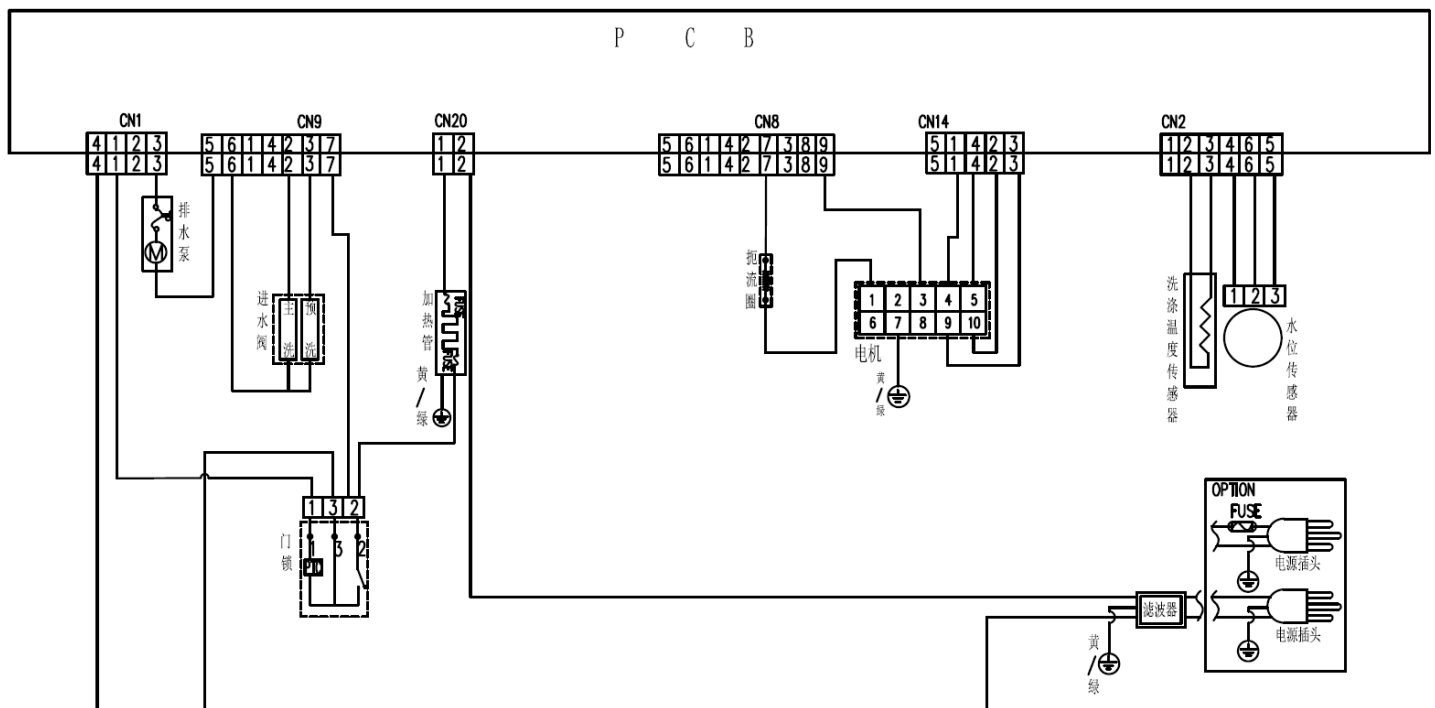 P C B
CN1
CN9
CN20
CN8
CN14
CN2
4 1 2 3
4 1 2 3
5 6 1 4 2 3 7
5 6 1 4 2 3 7
1 2
1 2
5 6 1 4 2 7 3 8 9
5 6 1 4 2 7 3 8 9
5 1 4 2 3
5 1 4 2 3
1 2 3 4 6 5
1 2 3 4 6 5
排水泵
M
进水阀
主洗
预洗
加热管
FUSE
FUSE
黄/绿
扼流圈
1 2 3 4 5
6 7 8 9 10
电机
黄/绿
洗涤温度传感器
1 2 3
水位传感器
1 3 2
门锁
1 3 2
PTC
OPTION
FUSE
电源插头
滤波器
电源插头
黄/绿